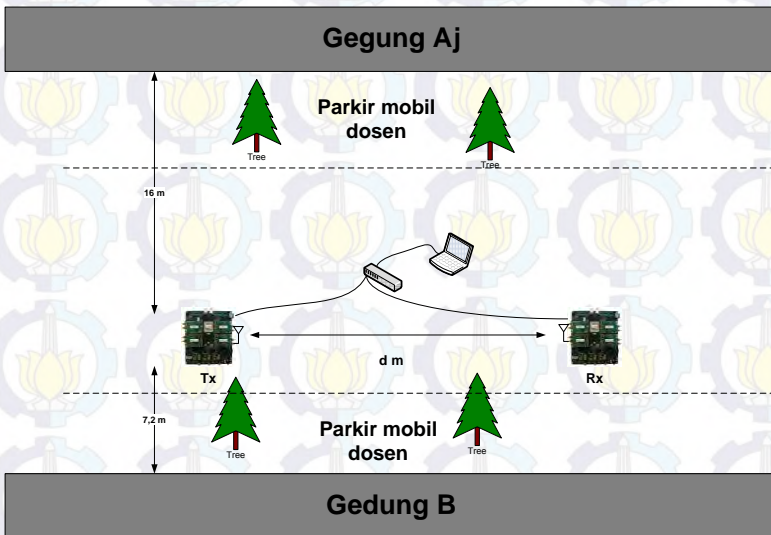 Gegung Aj
Parkir mobil
dosen
Tree
Tree
16 m
d m
Tx
Rx
7,2 m
Parkir mobil
dosen
Tree
Tree
Gedung B